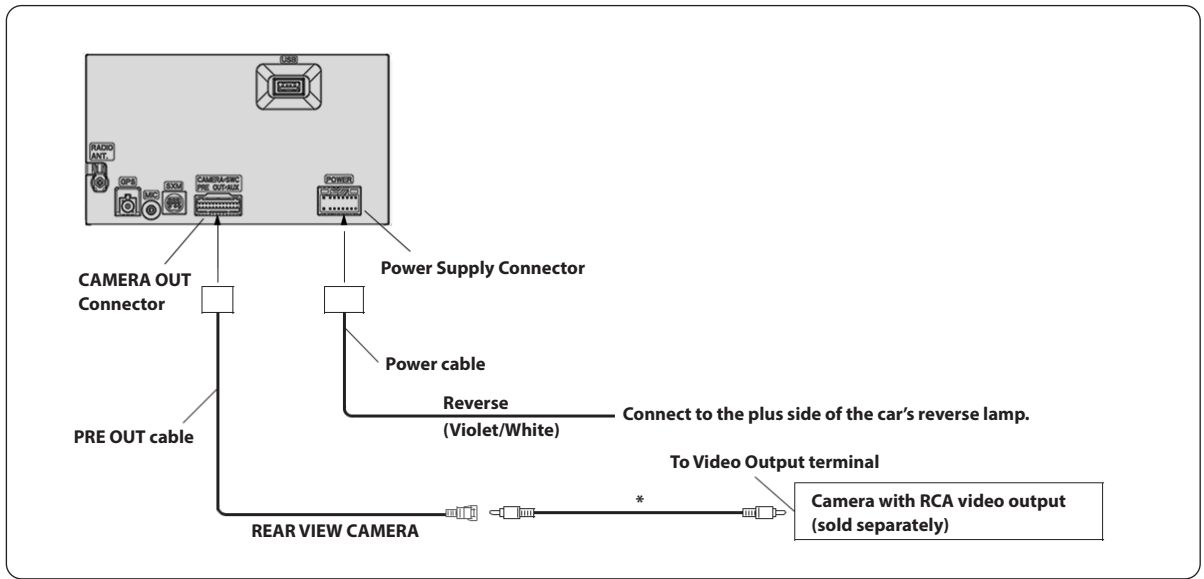 USB
RADIO
ANT.
GPS
MIC
SXM
CAMERA•SWC
PRE OUT•AUX
POWER
CAMERA OUT
Connector
Power Supply Connector
Power cable
Reverse
(Violet/White)
Connect to the plus side of the car’s reverse lamp.
PRE OUT cable
To Video Output terminal
*
Camera with RCA video output
(sold separately)
REAR VIEW CAMERA